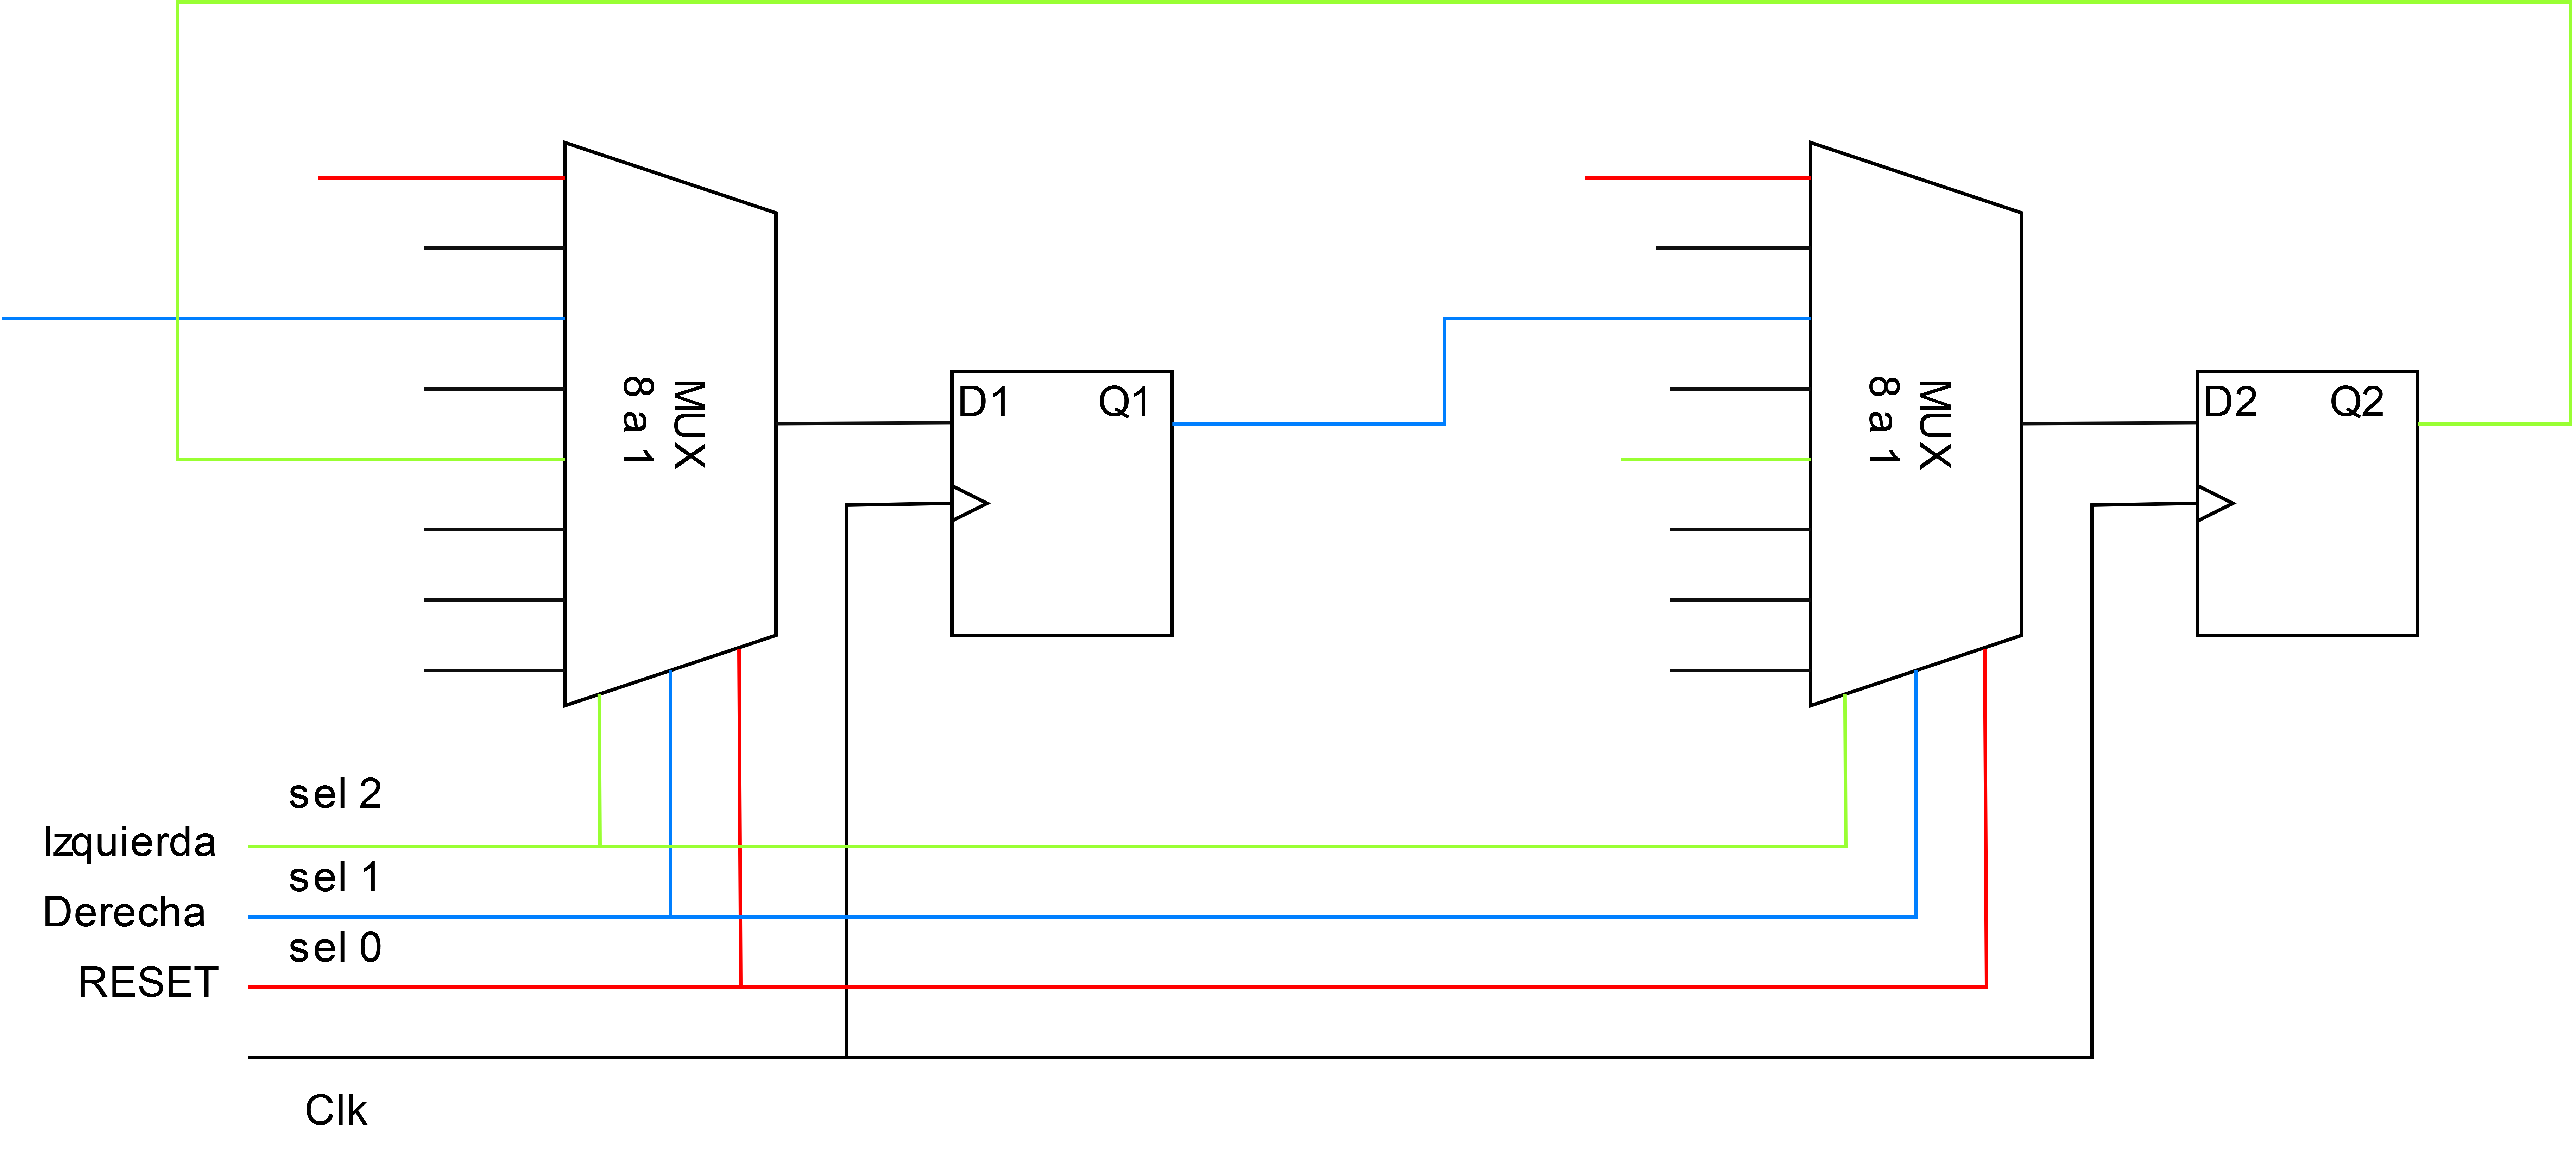 MUX
8 a 1
D1
Q1
MUX
8 a 1
D2
Q2
sel 2
Izquierda
sel 1
Derecha
sel 0
RESET
Clk